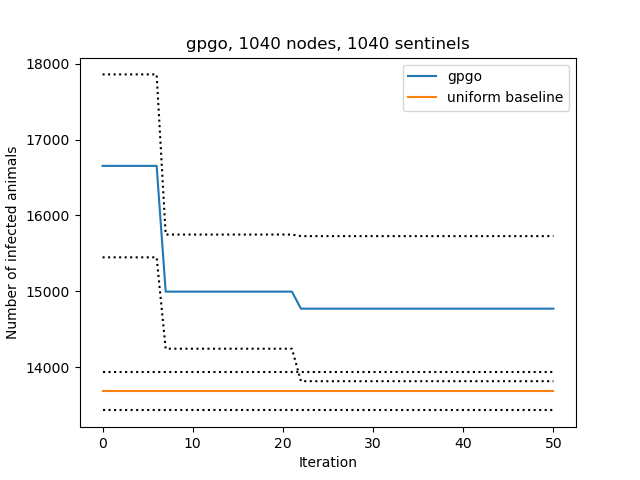 gpgo, 1040 nodes, 1040 sentinels
gpgo
uniform baseline
Number of infected animals
18000
17000
16000
15000
14000
0 10 20 30 40 50
Iteration